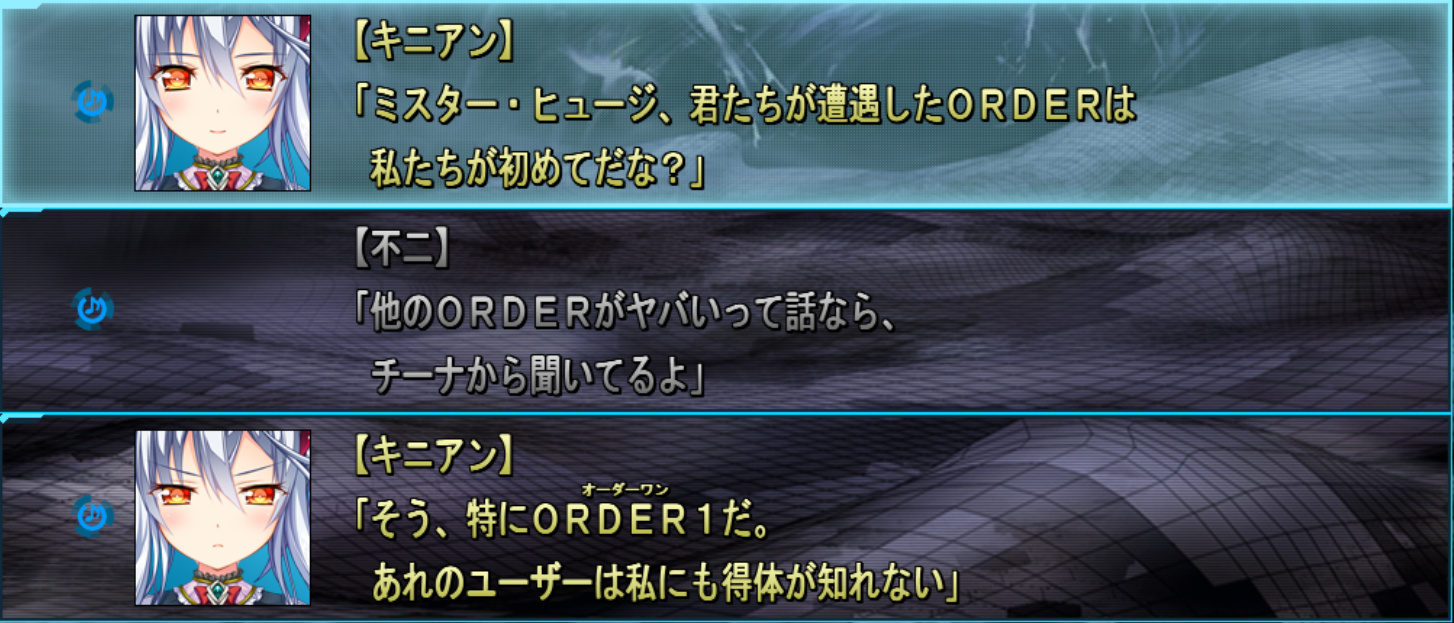 【キニアン】
「ミスター・ヒュージ、君たちが遭遇したＯＲＤＥＲは
私たちが初めてだな？」
【不二】
「他のＯＲＤＥＲがヤバいって話なら、
チーナから聞いてるよ」
【キニアン】
オーダーワン
「そう、特にＯＲＤＥＲ１だ。
あれのユーザーは私にも得体が知れない」